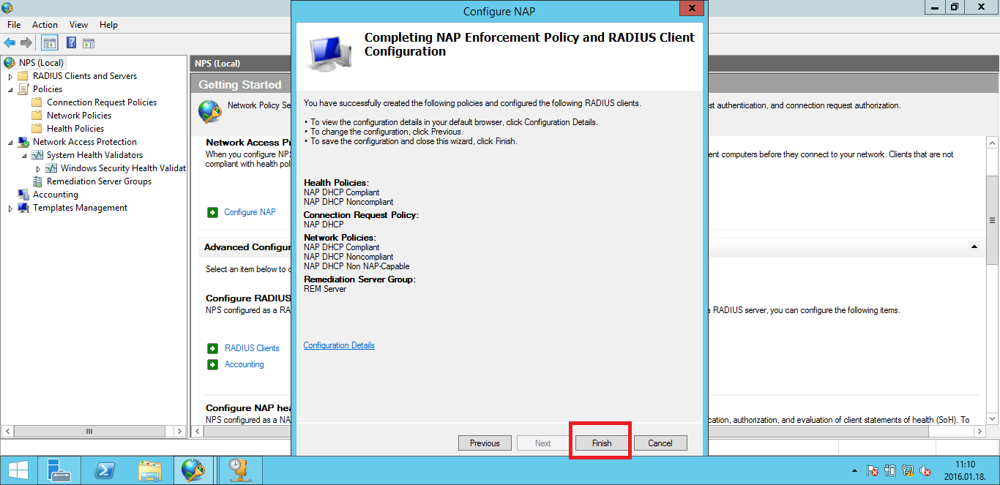 Configure NAP
File Action View Help
NPS (Local)
RADIUS Clients and Servers
Policies
Connection Request Policies
Network Policies
Health Policies
Network Access Protection
System Health Validators
Windows Security Health Validat
Remediation Server Groups
Accounting
Templates Management
NPS (Local)
Getting Started
Network Policy Se
st authentication, and connection request authorization.
Network Access Pr
When you configure NPS
ent computers before they connect to your network. Clients that are not
compliant with health pol
Configure NAP
Advanced Configur
Select an item below to c
Configure RADIUS
NPS configured as a RA
a RADIUS server, you can configure the following items.
RADIUS Clients
Accounting
Configure NAP hea
NPS configured as a NA
cation, authorization, and evaluation of client statements of health (SoH). To
Completing NAP Enforcement Policy and RADIUS Client
Configuration
You have successfully created the following policies and configured the following RADIUS clients.
• To view the configuration details in your default browser, click Configuration Details.
• To change the configuration, click Previous.
• To save the configuration and close this wizard, click Finish.
Health Policies:
NAP DHCP Compliant
NAP DHCP Noncompliant
Connection Request Policy:
NAP DHCP
Network Policies:
NAP DHCP Compliant
NAP DHCP Noncompliant
NAP DHCP Non NAP-Capable
Remediation Server Group:
REM Server
Configuration Details
Previous Next Finish Cancel
11:10
2016.01.18.